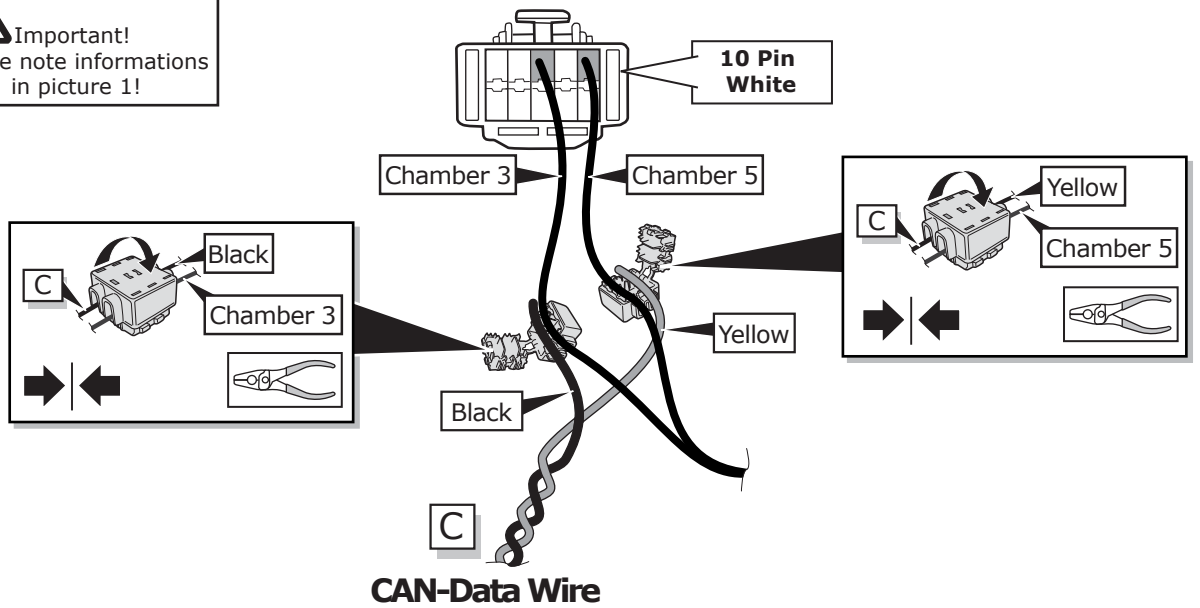 Important!
e note informations
in picture 1!
10 Pin
White
Chamber 3
Chamber 5
C
Yellow
Chamber 5
C
Black
Chamber 3
Yellow
Black
C
CAN-Data Wire